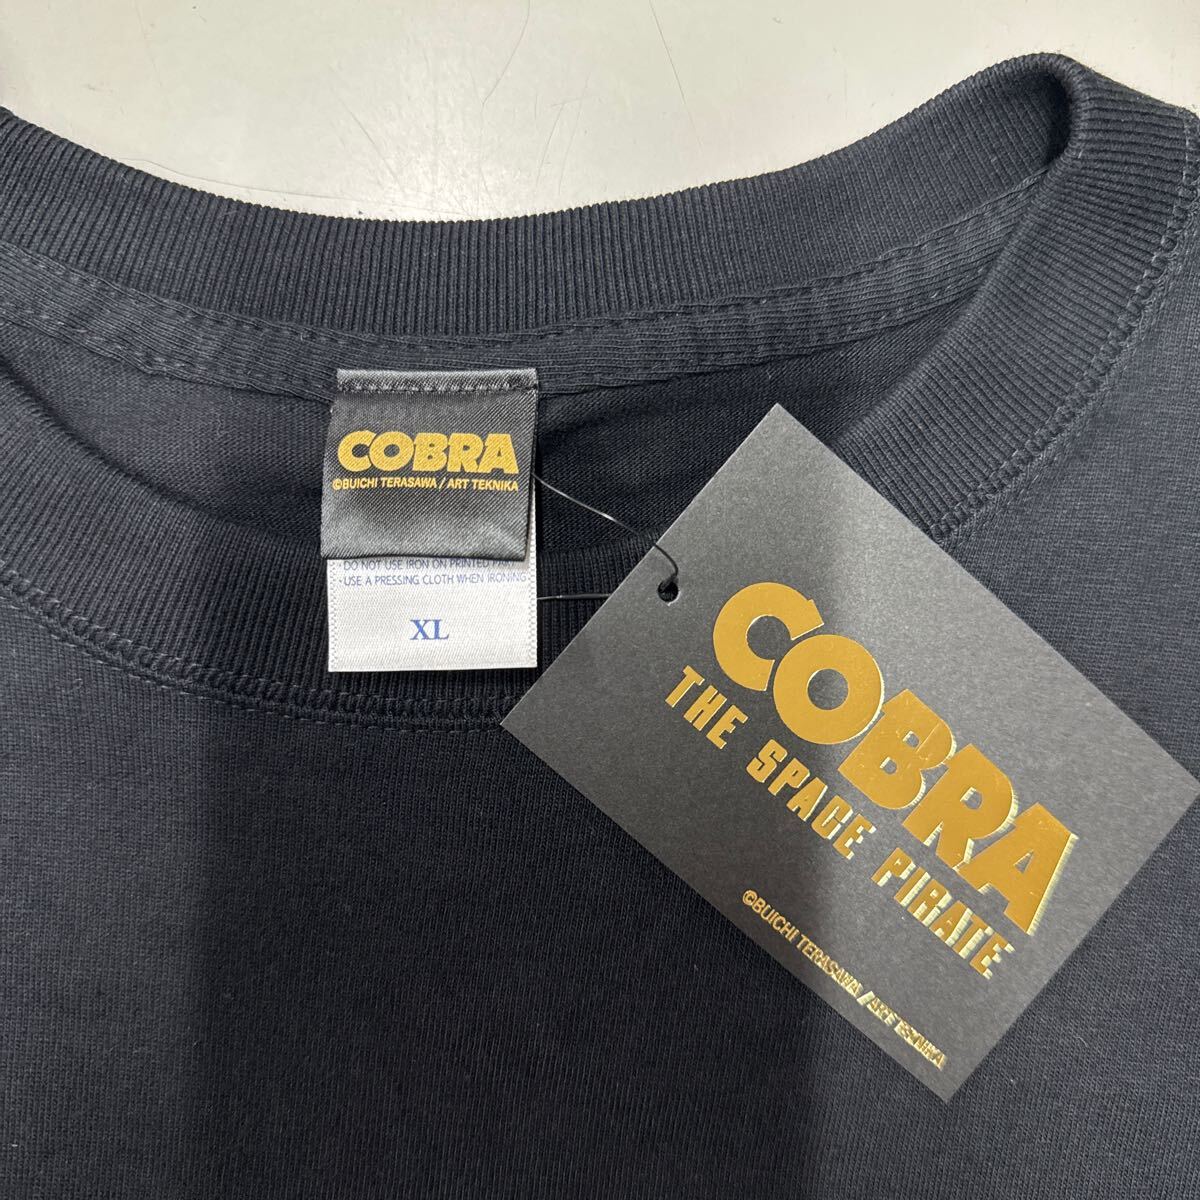 COBRA
©BUICHI TERASAWA / ART TEKNIKA
· DO NOT USE IRON ON PRINTED
· USE A PRESSING CLOTH WHEN IRONING
XL
COBRA
THE SPACE PIRATE
©BUICHI TERASAWA / ART TEKNIKA